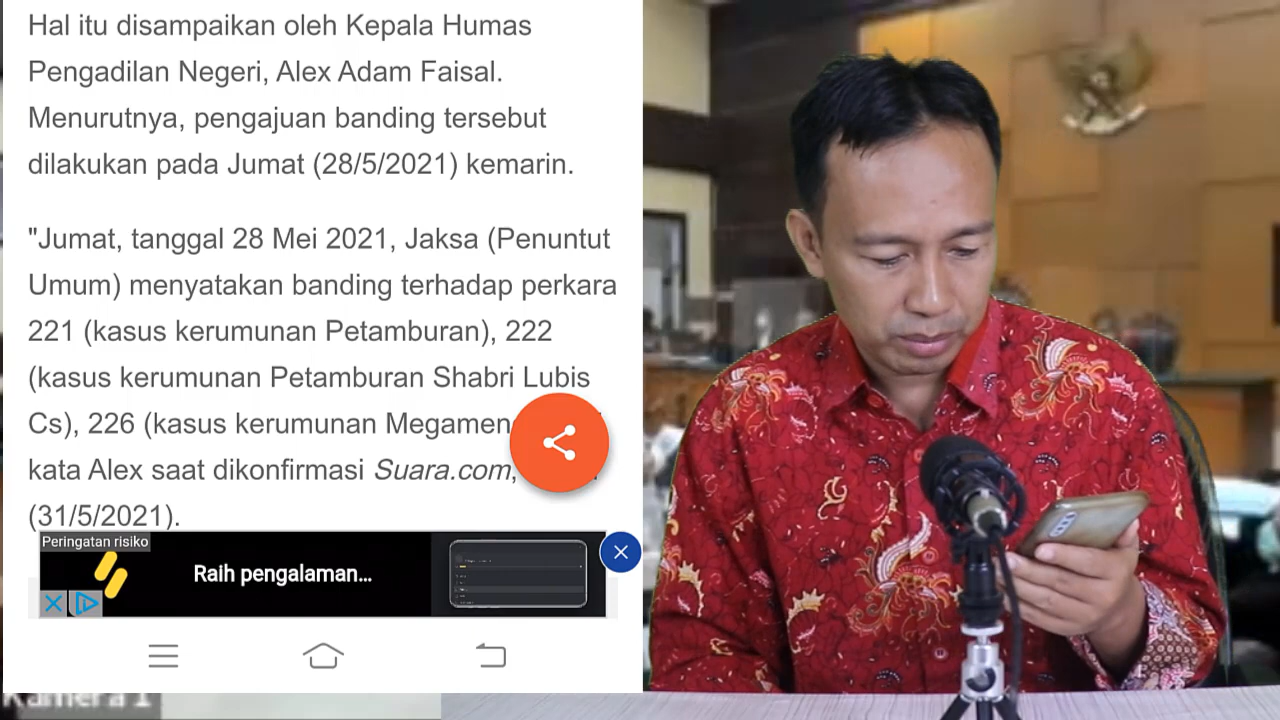 Hal itu disampaikan oleh Kepala Humas
Pengadilan Negeri, Alex Adam Faisal.
Menurutnya, pengajuan banding tersebut
dilakukan pada Jumat (28/5/2021) kemarin.
"Jumat, tanggal 28 Mei 2021, Jaksa (Penuntut
Umum) menyatakan banding terhadap perkara
221 (kasus kerumunan Petamburan), 222
(kasus kerumunan Petamburan Shabri Lubis
Cs), 226 (kasus kerumunan
kata Alex saat dikonfirmasi Suara.com,
(31/5/2021).
Peringatan risiko
Raih pengalaman...
Kamera 1